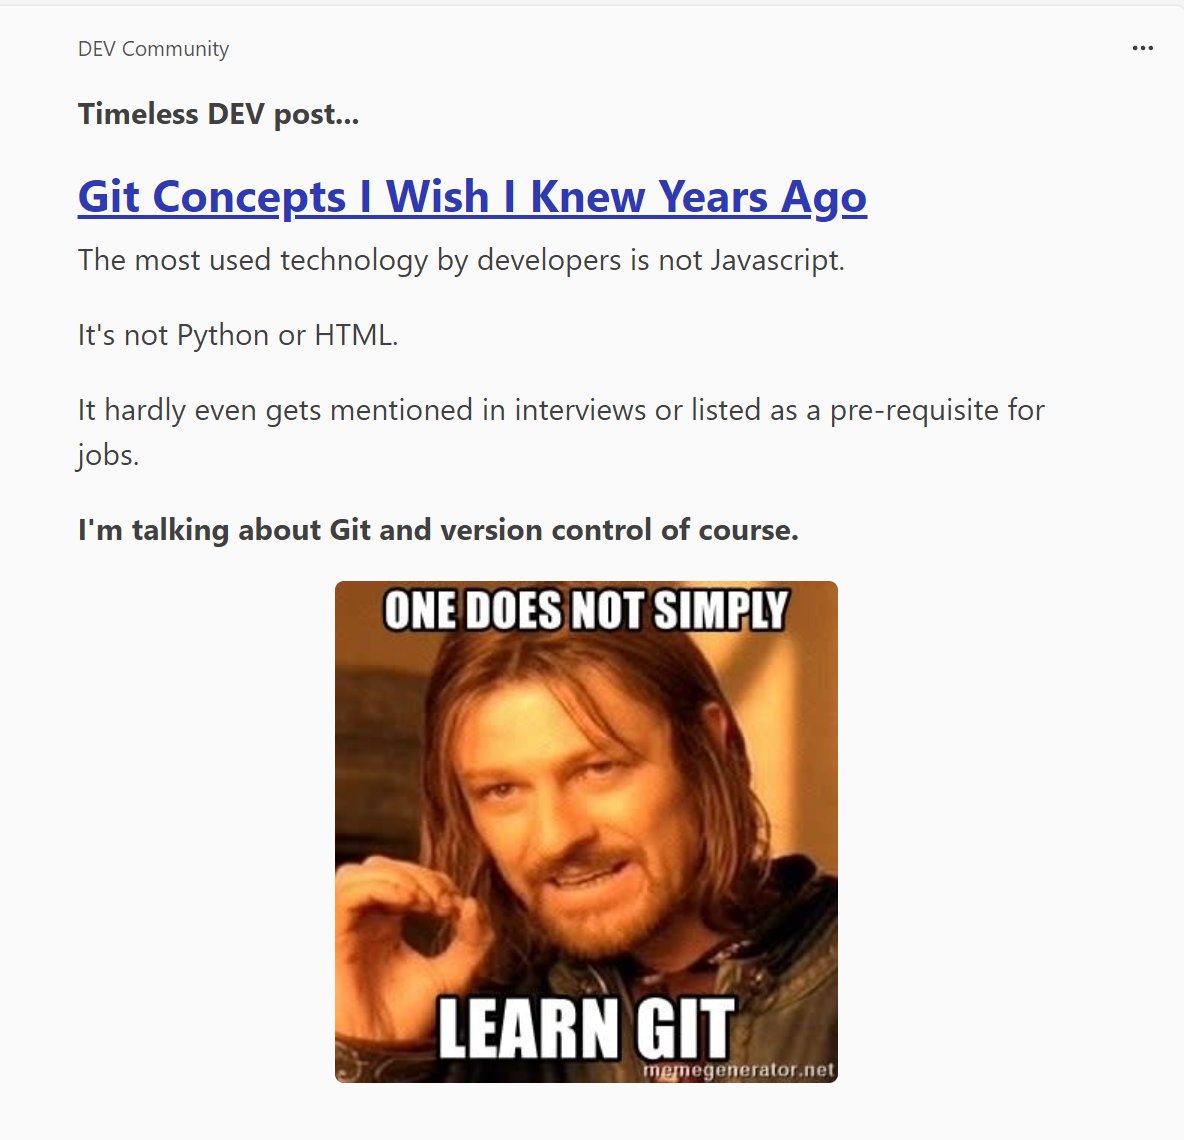 DEV Community
Timeless DEV post...
Git Concepts I Wish I Knew Years Ago
The most used technology by developers is not Javascript.
It's not Python or HTML.
It hardly even gets mentioned in interviews or listed as a pre-requisite for
jobs.
I'm talking about Git and version control of course.
ONE DOES NOT SIMPLY
LEARN GIT
memegenerator.net